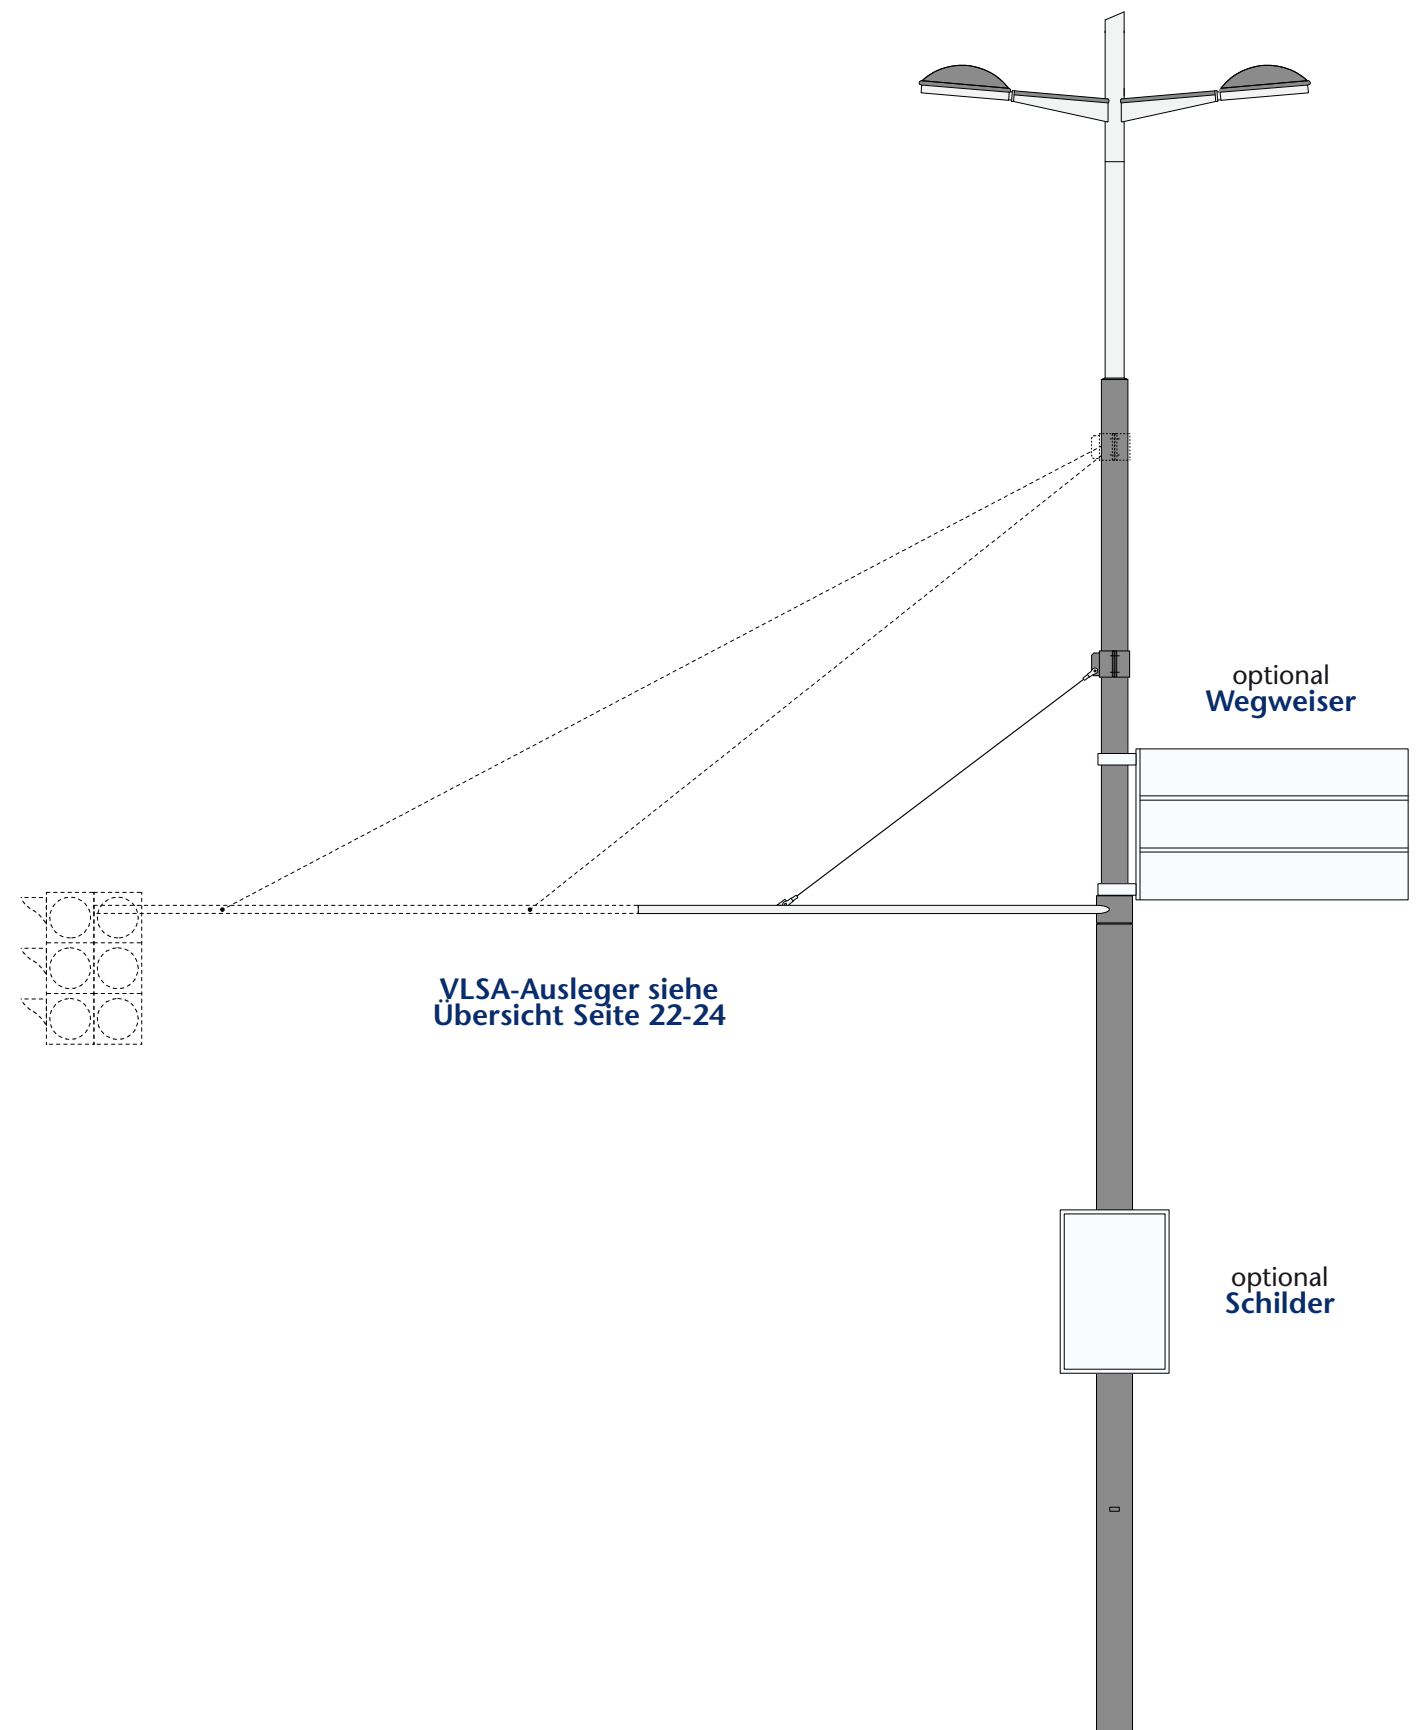 optional
Wegweiser
VLSA-Ausleger siehe
Übersicht Seite 22-24
optional
Schilder